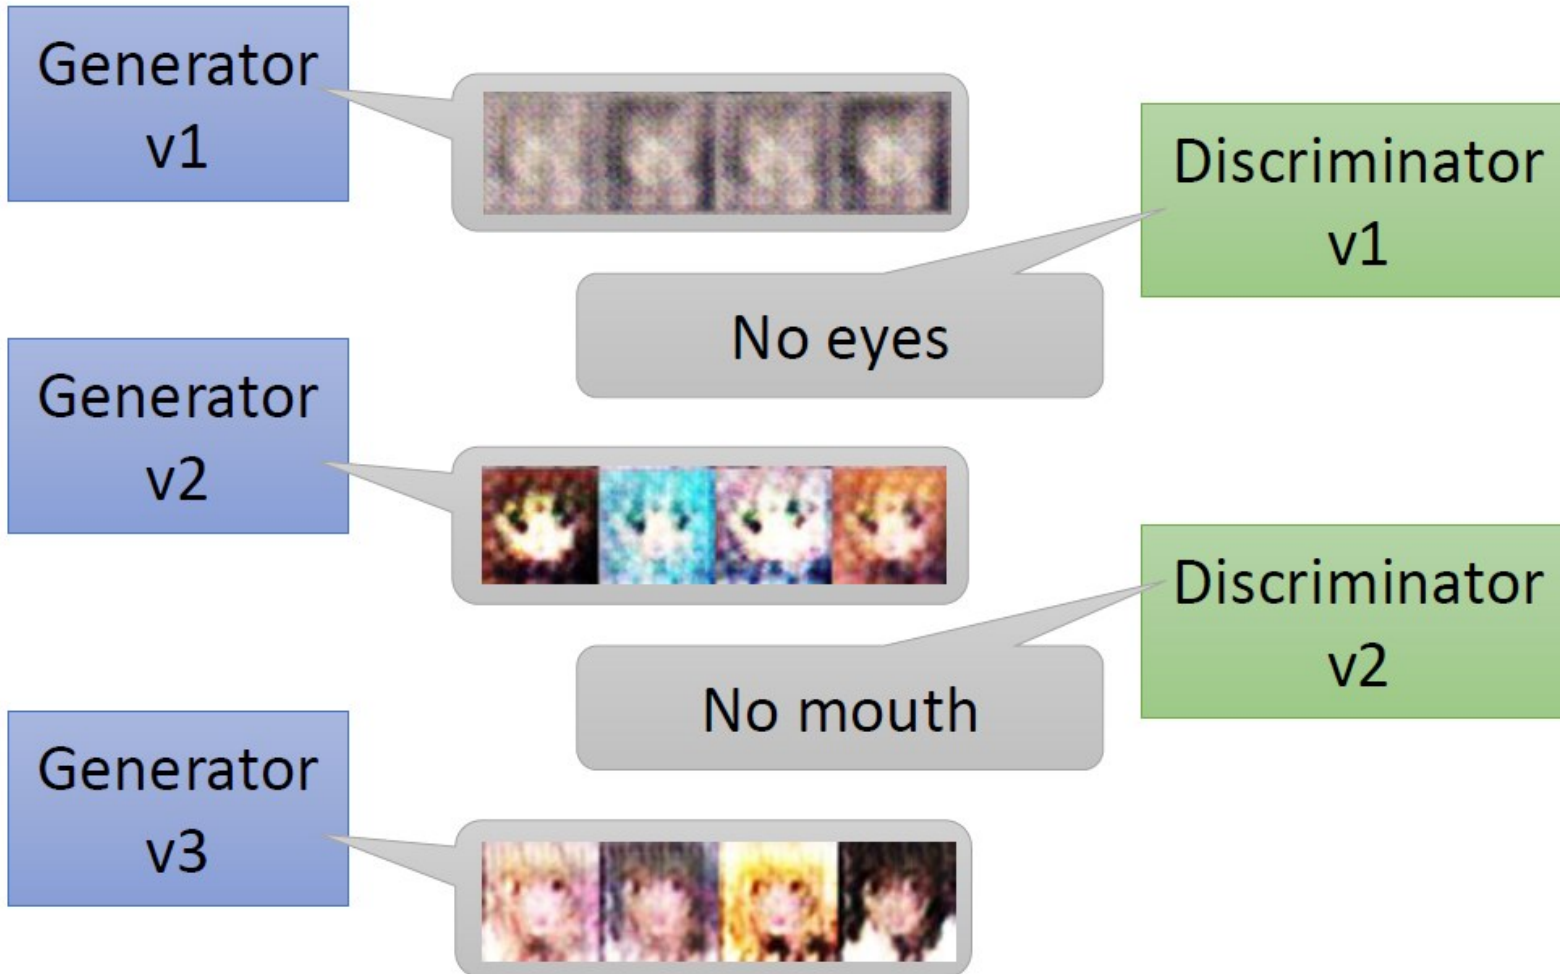 Generator
v1
Discriminator
v1
No eyes
Generator
v2
Discriminator
v2
No mouth
Generator
v3